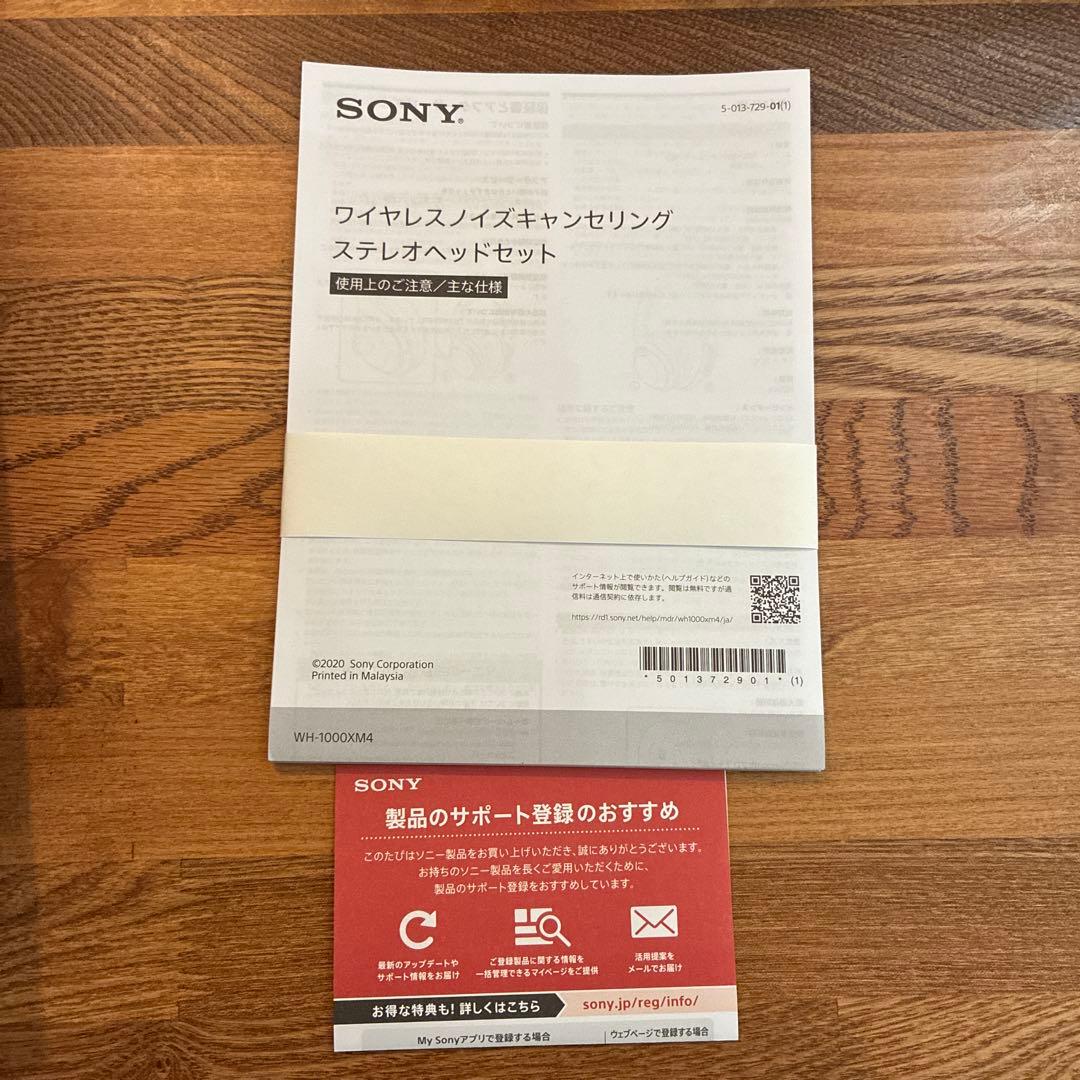 SONY®
5-013-729-01(1)
ワイヤレスノイズキャンセリング
ステレオヘッドセット
使用上のご注意／主な仕様
インターネット上で使いかた（ヘルプガイド）などの
サポート情報が閲覧できます。閲覧は無料ですが通
信料は通信契約に依存します。
https://rd1.sony.net/help/mdr/wh1000xm4/ja/
©2020 Sony Corporation
Printed in Malaysia
*501372901* (1)
WH-1000XM4
SONY
製品のサポート登録のおすすめ
このたびはソニー製品をお買い上げいただき、誠にありがとうございます。
お持ちのソニー製品を長くご愛用いただくために、
製品のサポート登録をおすすめしています。
最新のアップデートや
サポート情報をお届け
ご登録製品に関する情報を
一括管理できるマイページをご提供
活用提案を
メールでお届け
お得な特典も！詳しくはこちら
sony.jp/reg/info/
My Sonyアプリで登録する場合
ウェブページで登録する場合